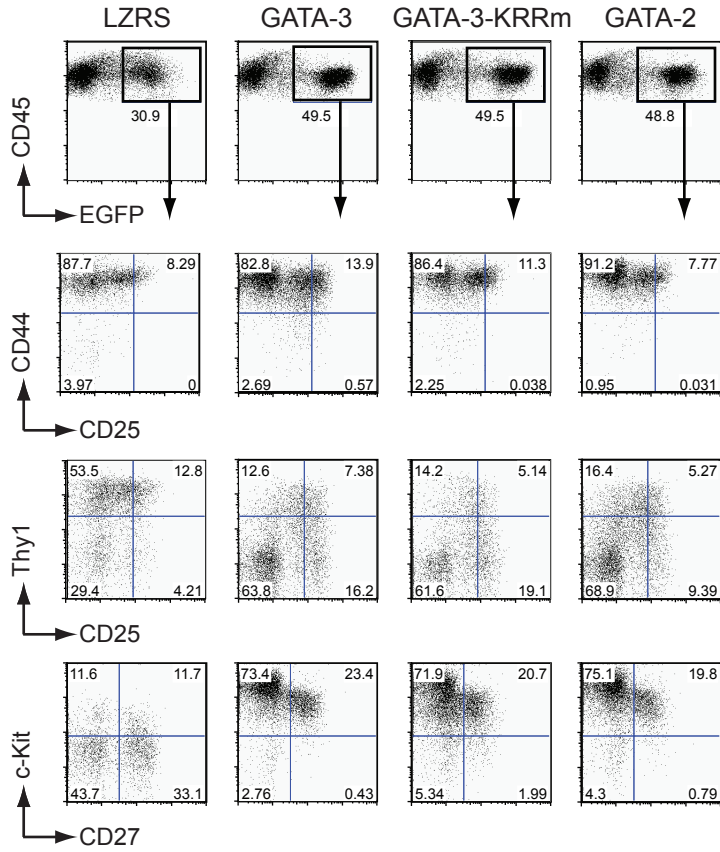 LZRS GATA-3 GATA-3-KRRm GATA-2
CD45
30.9 49.5 49.5 48.8
EGFP
87.7 8.29 82.8 13.9 86.4 11.3 91.2 7.77
CD44
3.97 0 2.69 0.57 2.25 0.038 0.95 0.031
CD25
53.5 12.8 12.6 7.38 14.2 5.14 16.4 5.27
Thy1
29.4 4.21 63.8 16.2 61.6 19.1 68.9 9.39
CD25
11.6 11.7 73.4 23.4 71.9 20.7 75.1 19.8
c-Kit
43.7 33.1 2.76 0.43 5.34 1.99 4.3 0.79
CD27